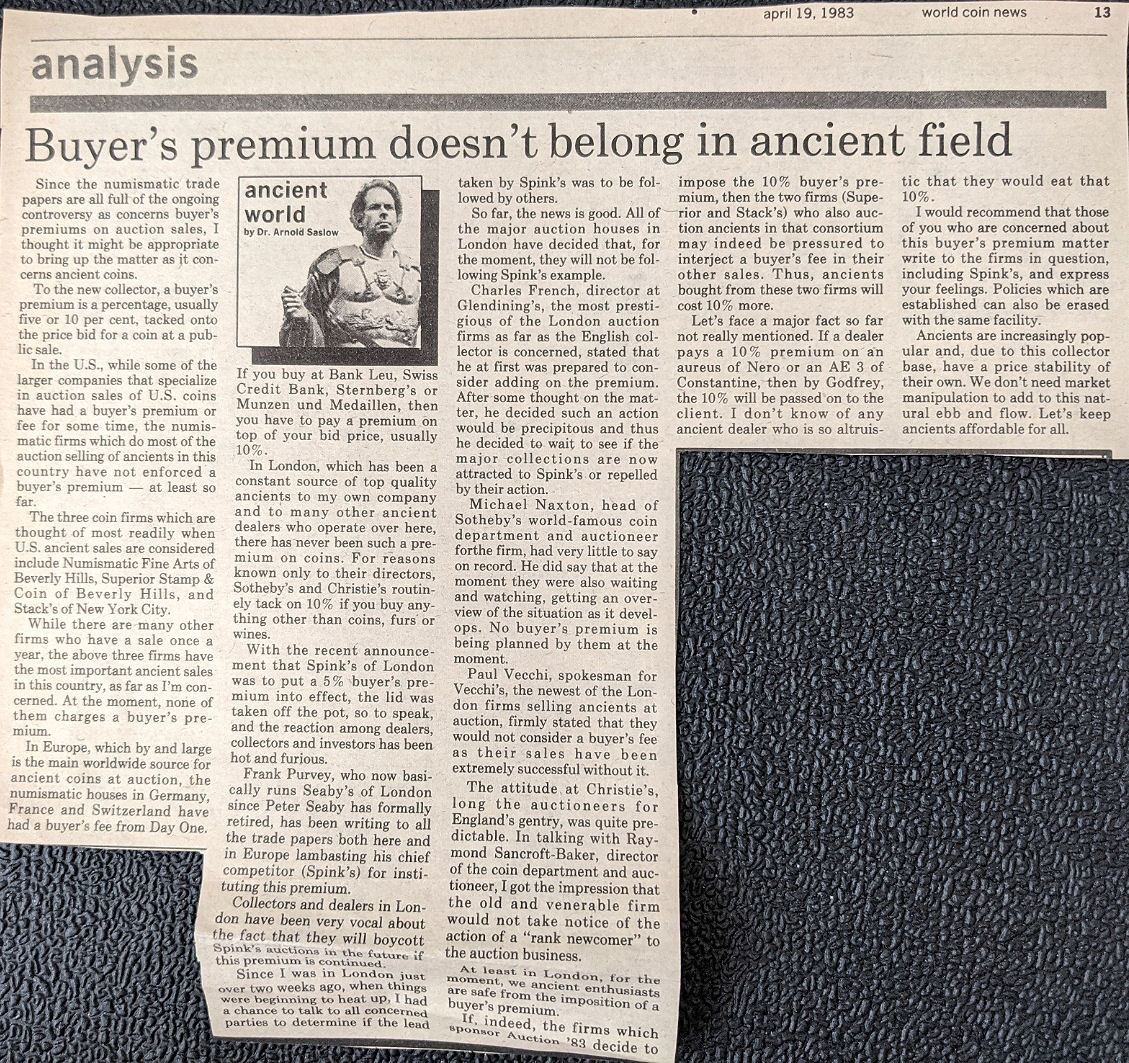 april 19, 1983 world coin news 13
analysis
Buyer's premium doesn't belong in ancient field
Since the numismatic trade
papers are all full of the ongoing
controversy as concerns buyer's
premiums on auction sales, I
thought it might be appropriate
to bring up the matter as it con-
cerns ancient coins.
To the new collector, a buyer's
premium is a percentage, usually
five or 10 per cent, tacked onto
the price bid for a coin at a pub-
lic sale.
In the U.S., while some of the
larger companies that specialize
in auction sales of U.S. coins
have had a buyer's premium or
fee for some time, the numis-
matic firms which do most of the
auction selling of ancients in this
country have not enforced a
buyer's premium — at least so
far.
The three coin firms which are
thought of most readily when
U.S. ancient sales are considered
include Numismatic Fine Arts of
Beverly Hills, Superior Stamp &
Coin of Beverly Hills, and
Stack's of New York City.
While there are many other
firms who have a sale once a
year, the above three firms have
the most important ancient sales
in this country, as far as I'm con-
cerned. At the moment, none of
them charges a buyer's pre-
mium.
In Europe, which by and large
is the main worldwide source for
ancient coins at auction, the
numismatic houses in Germany,
France and Switzerland have
had a buyer's fee from Day One.
ancient
world
by Dr. Arnold Saslow
If you buy at Bank Leu, Swiss
Credit Bank, Sternberg's or
Munzen und Medaillen, then
you have to pay a premium on
top of your bid price, usually
10%.
In London, which has been a
constant source of top quality
ancients to my own company
and to many other ancient
dealers who operate over here,
there has never been such a pre-
mium on coins. For reasons
known only to their directors,
Sotheby's and Christie's routin-
ely tack on 10% if you buy any-
thing other than coins, furs or
wines.
With the recent announce-
ment that Spink's of London
was to put a 5% buyer's pre-
mium into effect, the lid was
taken off the pot, so to speak,
and the reaction among dealers,
collectors and investors has been
hot and furious.
Frank Purvey, who now basi-
cally runs Seaby's of London
since Peter Seaby has formally
retired, has been writing to all
the trade papers both here and
in Europe lambasting his chief
competitor (Spink's) for insti-
tuting this premium.
Collectors and dealers in Lon-
don have been very vocal about
the fact that they will boycott
Spink's auctions in the future if
this premium is continued.
Since I was in London just
over two weeks ago, when things
were beginning to heat up, I had
a chance to talk to all concerned
parties to determine if the lead
taken by Spink's was to be fol-
lowed by others.
So far, the news is good. All of
the major auction houses in
London have decided that, for
the moment, they will not be fol-
lowing Spink's example.
Charles French, director at
Glendining's, the most presti-
gious of the London auction
firms as far as the English col-
lector is concerned, stated that
he at first was prepared to con-
sider adding on the premium.
After some thought on the mat-
ter, he decided such an action
would be precipitous and thus
he decided to wait to see if the
major collections are now
attracted to Spink's or repelled
by their action.
Michael Naxton, head of
Sotheby's world-famous coin
department and auctioneer
forthe firm, had very little to say
on record. He did say that at the
moment they were also waiting
and watching, getting an over-
view of the situation as it devel-
ops. No buyer's premium is
being planned by them at the
moment.
Paul Vecchi, spokesman for
Vecchi's, the newest of the Lon-
don firms selling ancients at
auction, firmly stated that they
would not consider a buyer's fee
as their sales have been
extremely successful without it.
The attitude at Christie's,
long the auctioneers for
England's gentry, was quite pre-
dictable. In talking with Ray-
mond Sancroft-Baker, director
of the coin department and auc-
tioneer, I got the impression that
the old and venerable firm
would not take notice of the
action of a "rank newcomer" to
the auction business.
At least in London, for the
moment, we ancient enthusiasts
are safe from the imposition of a
buyer's premium.
If, indeed, the firms which
sponsor Auction '83 decide to
impose the 10% buyer's pre-
mium, then the two firms (Supe-
rior and Stack's) who also auc-
tion ancients in that consortium
may indeed be pressured to
interject a buyer's fee in their
other sales. Thus, ancients
bought from these two firms will
cost 10% more.
Let's face a major fact so far
not really mentioned. If a dealer
pays a 10% premium on an
aureus of Nero or an AE 3 of
Constantine, then by Godfrey,
the 10% will be passed on to the
client. I don't know of any
ancient dealer who is so altruis-
tic that they would eat that
10%.
I would recommend that those
of you who are concerned about
this buyer's premium matter
write to the firms in question,
including Spink's, and express
your feelings. Policies which are
established can also be erased
with the same facility.
Ancients are increasingly pop-
ular and, due to this collector
base, have a price stability of
their own. We don't need market
manipulation to add to this nat-
ural ebb and flow. Let's keep
ancients affordable for all.